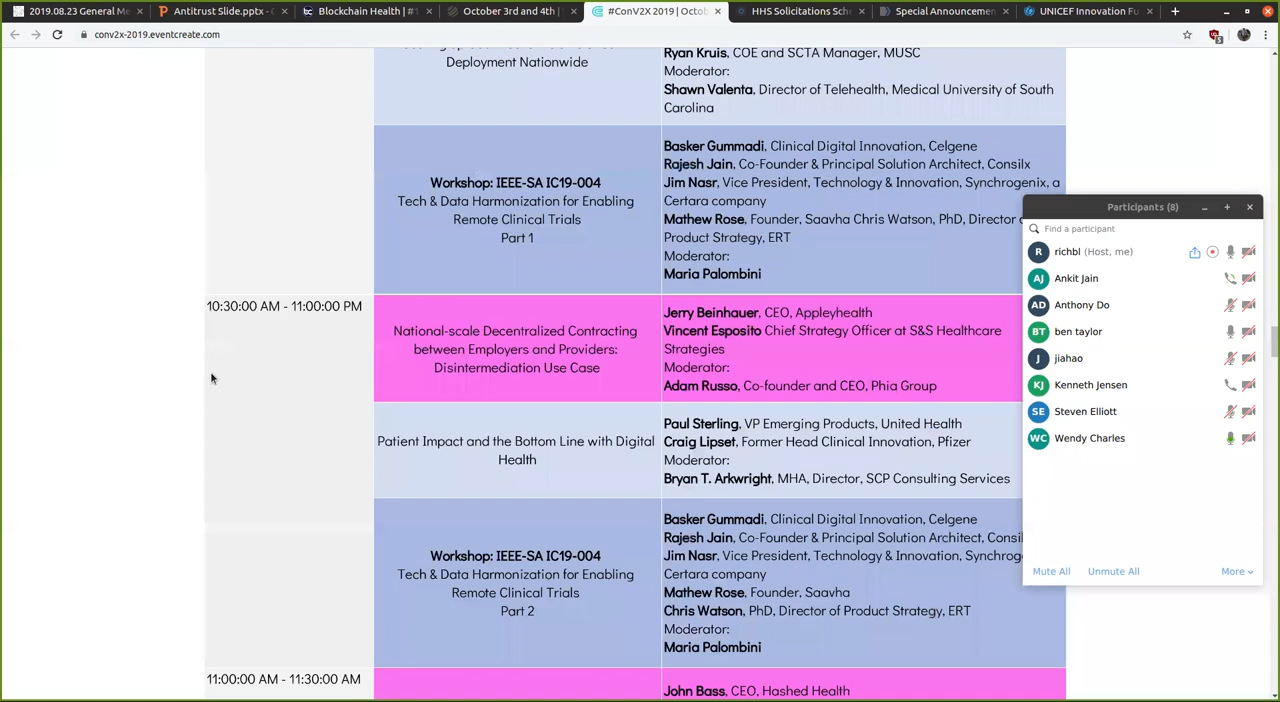 2019.08.23 General Me
Antitrust Slide.pptx -
Blockchain Health | #
October 3rd and 4th |
#ConV2X 2019 | Octo
HHS Solicitations Sch
Special Announcemen
UNICEF Innovation Fu
conv2x-2019.eventcreate.com
5
Deployment Nationwide
Ryan Kruis, COE and SCTA Manager, MUSC
Moderator:
Shawn Valenta, Director of Telehealth, Medical University of South
Carolina
Workshop: IEEE-SA IC19-004
Tech & Data Harmonization for Enabling
Remote Clinical Trials
Part 1
Basker Gummadi, Clinical Digital Innovation, Celgene
Rajesh Jain, Co-Founder & Principal Solution Architect, Consilx
Jim Nasr, Vice President, Technology & Innovation, Synchrogenix, a
Certara company
Mathew Rose, Founder, Saavha Chris Watson, PhD, Director
Product Strategy, ERT
Moderator:
Maria Palombini
10:30:00 AM - 11:00:00 PM
National-scale Decentralized Contracting
between Employers and Providers:
Disintermediation Use Case
Jerry Beinhauer, CEO, Appleyhealth
Vincent Esposito Chief Strategy Officer at S&S Healthcare
Strategies
Moderator:
Adam Russo, Co-founder and CEO, Phia Group
Patient Impact and the Bottom Line with Digital
Health
Paul Sterling, VP Emerging Products, United Health
Craig Lipset, Former Head Clinical Innovation, Pfizer
Moderator:
Bryan T. Arkwright, MHA, Director, SCP Consulting Services
Workshop: IEEE-SA IC19-004
Tech & Data Harmonization for Enabling
Remote Clinical Trials
Part 2
Basker Gummadi, Clinical Digital Innovation, Celgene
Rajesh Jain, Co-Founder & Principal Solution Architect, Consil
Jim Nasr, Vice President, Technology & Innovation, Synchrog
Certara company
Mathew Rose, Founder, Saavha
Chris Watson, PhD, Director of Product Strategy, ERT
Moderator:
Maria Palombini
11:00:00 AM - 11:30:00 AM
John Bass, CEO, Hashed Health
Participants (8)
Find a participant
R richbl (Host, me)
AJ Ankit Jain
AD Anthony Do
BT ben taylor
J jiahao
KJ Kenneth Jensen
SE Steven Elliott
WC Wendy Charles
Mute All Unmute All More